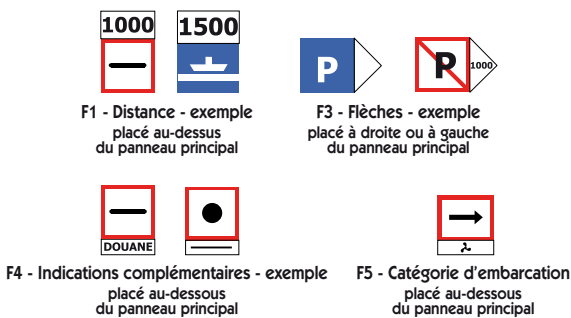 1000 1500
P P 1000
F1 - Distance - exemple
placé au-dessus
du panneau principal
F3 - Flèches - exemple
placé à droite ou à gauche
du panneau principal
DOUANE
F4 - Indications complémentaires - exemple
placé au-dessous
du panneau principal
F5 - Catégorie d'embarcation
placé au-dessous
du panneau principal